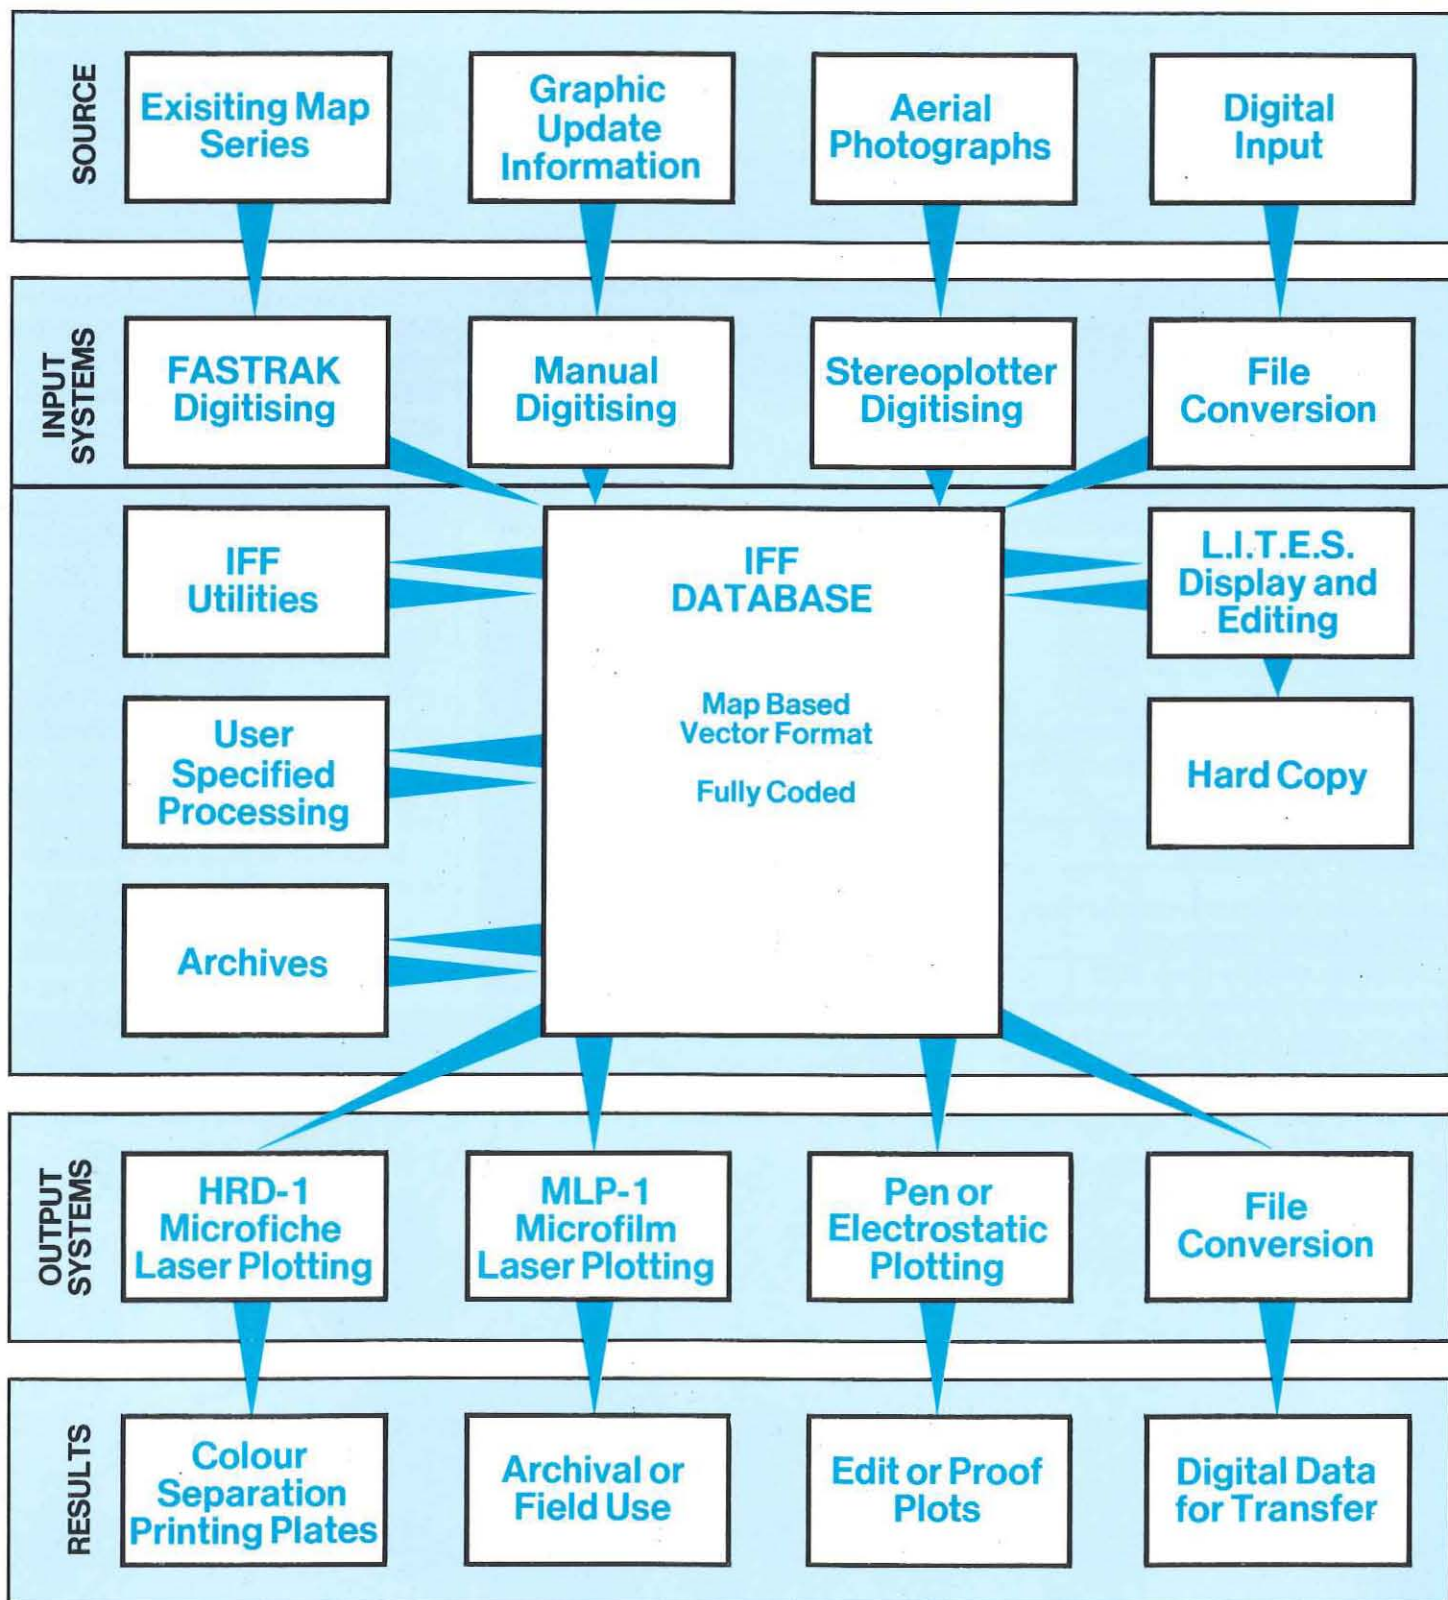 SOURCE
Exisiting Map
Series
Graphic
Update
Information
Aerial
Photographs
Digital
Input
INPUT
SYSTEMS
FASTRAK
Digitising
Manual
Digitising
Stereoplotter
Digitising
File
Conversion
IFF
Utilities
IFF
DATABASE
Map Based
Vector Format
Fully Coded
L.I.T.E.S.
Display and
Editing
User
Specified
Processing
Hard Copy
Archives
OUTPUT
SYSTEMS
HRD-1
Microfiche
Laser Plotting
MLP-1
Microfilm
Laser Plotting
Pen or
Electrostatic
Plotting
File
Conversion
RESULTS
Colour
Separation
Printing Plates
Archival or
Field Use
Edit or Proof
Plots
Digital Data
for Transfer